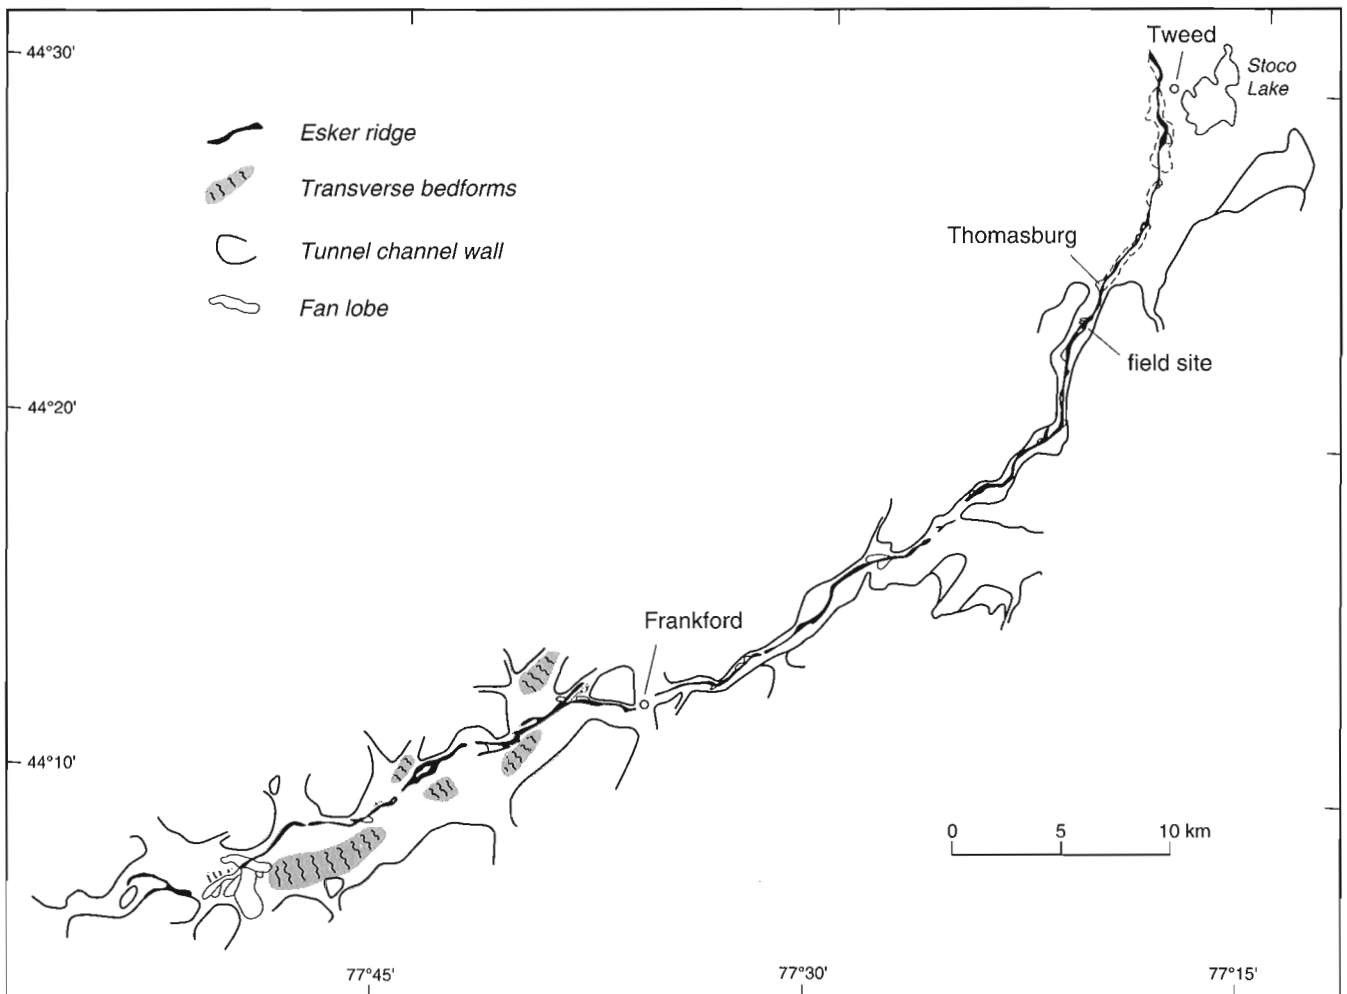 Tweed
44°30'
Stoco
Lake
Esker ridge
Transverse bedforms
Thomasburg
Tunnel channel wall
Fan lobe
field site
44°20'
Frankford
44°10'
0 5 10 km
77°45' 77°30' 77°15'